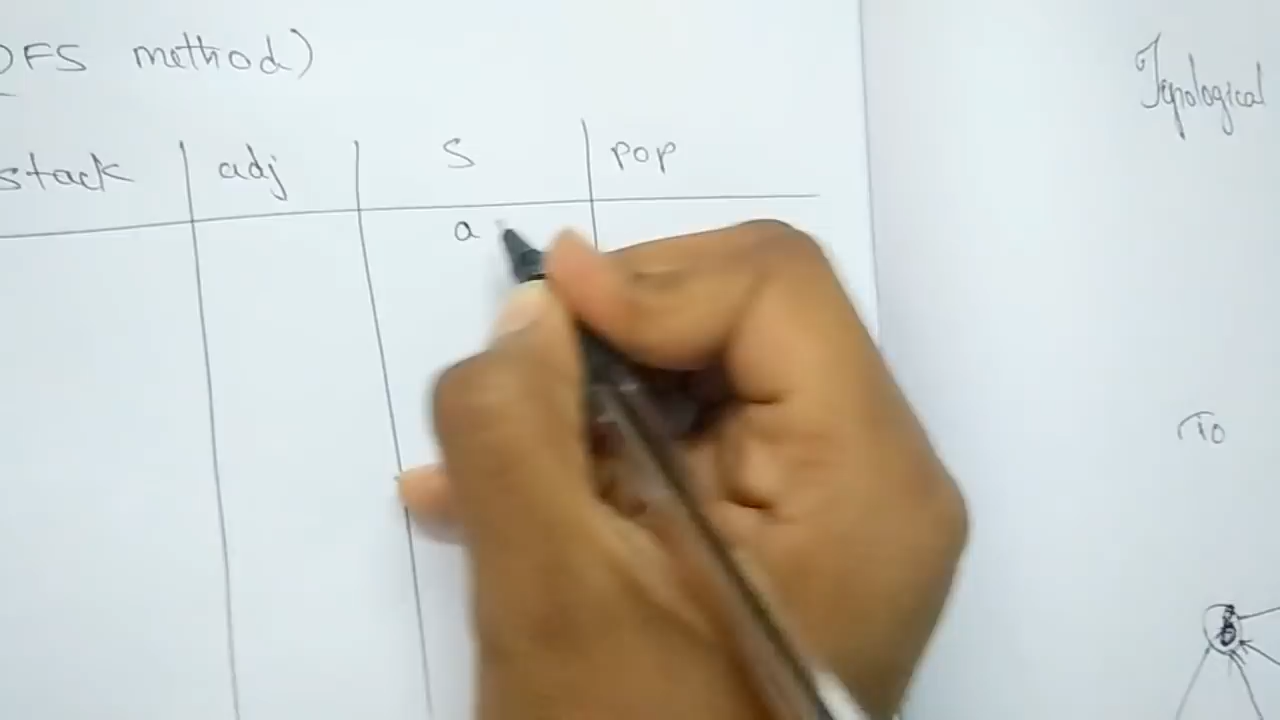 DFS method)
Topological
stack adj S pop
a
To
B